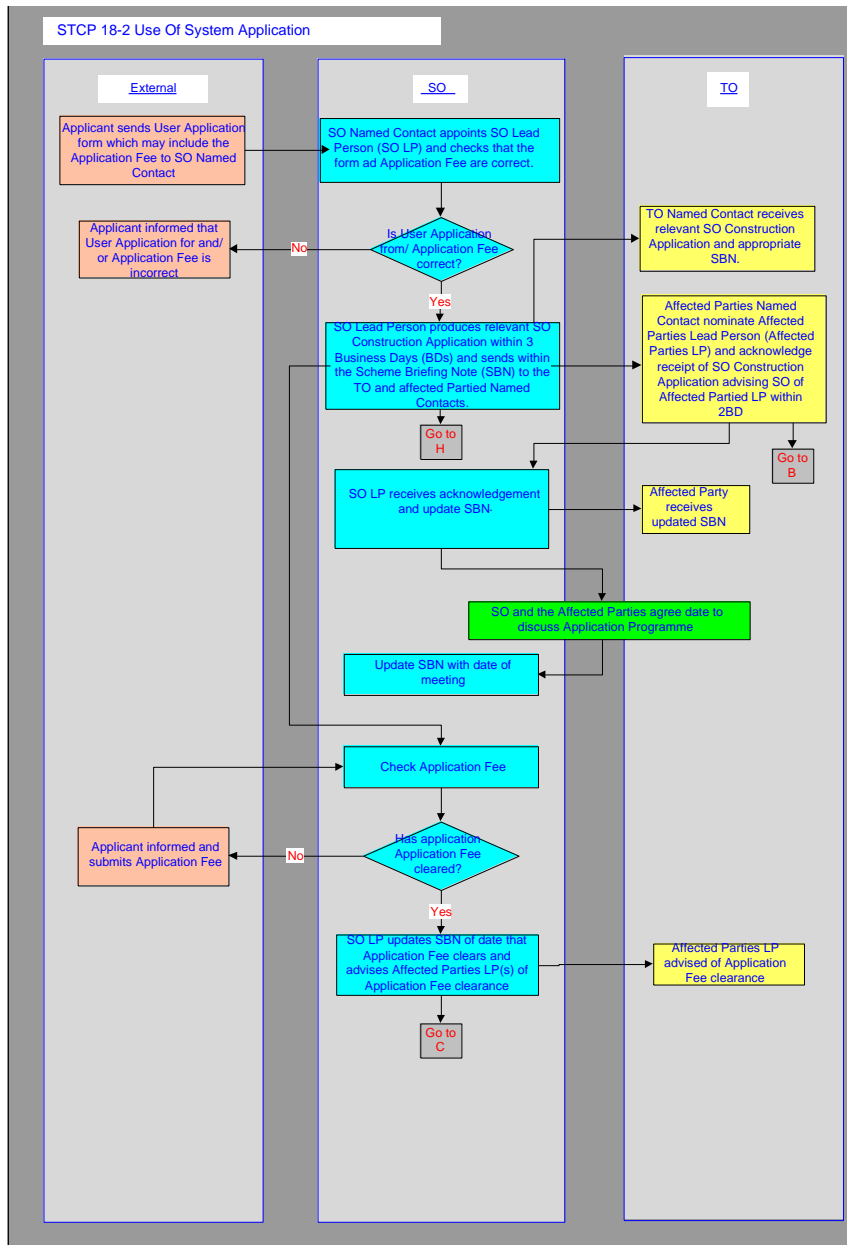 STCP 18-2 Use Of System Application
External
SO
TO
Applicant sends User Application
form which may include the
Application Fee to SO Named
Contact
SO Named Contact appoints SO Lead
Person (SO LP) and checks that the
form ad Application Fee are correct.
Applicant informed that
User Application for and/
or Application Fee is
incorrect
No
Is User Application
from/ Application Fee
correct?
TO Named Contact receives
relevant SO Construction
Application and appropriate
SBN.
Yes
SO Lead Person produces relevant SO
Construction Application within 3
Business Days (BDs) and sends within
the Scheme Briefing Note (SBN) to the
TO and affected Partied Named
Contacts.
Affected Parties Named
Contact nominate Affected
Parties Lead Person (Affected
Parties LP) and acknowledge
receipt of SO Construction
Application advising SO of
Affected Partied LP within
2BD
Go to
H
Go to
B
SO LP receives acknowledgement
and update SBN-
Affected Party
receives
updated SBN
SO and the Affected Parties agree date to
discuss Application Programme
Update SBN with date of
meeting
Check Application Fee
Applicant informed and
submits Application Fee
No
Has application
Application Fee
cleared?
Yes
SO LP updates SBN of date that
Application Fee clears and
advises Affected Parties LP(s) of
Application Fee clearance
Affected Parties LP
advised of Application
Fee clearance
Go to
C